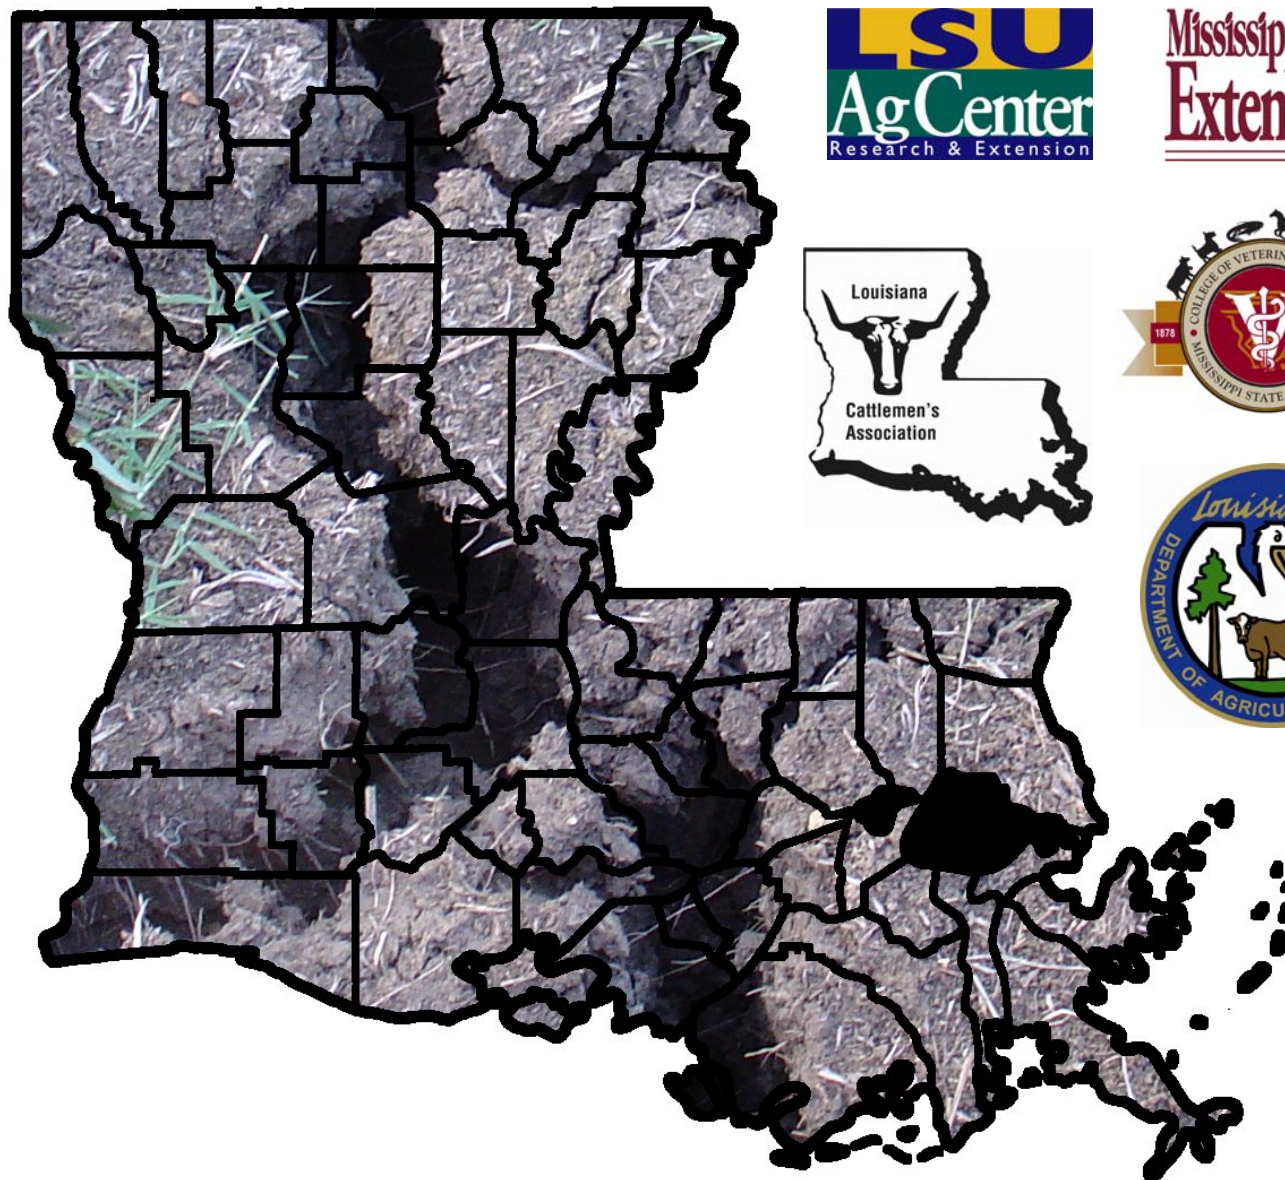 LSU
AgCenter
Research & Extension
Mississip
Exten
Louisiana
Cattlemen's
Association
COLLEGE OF VETERIN
1878
MISSISSIPPI STATE
Louisia
DEPARTMENT OF AGRICU